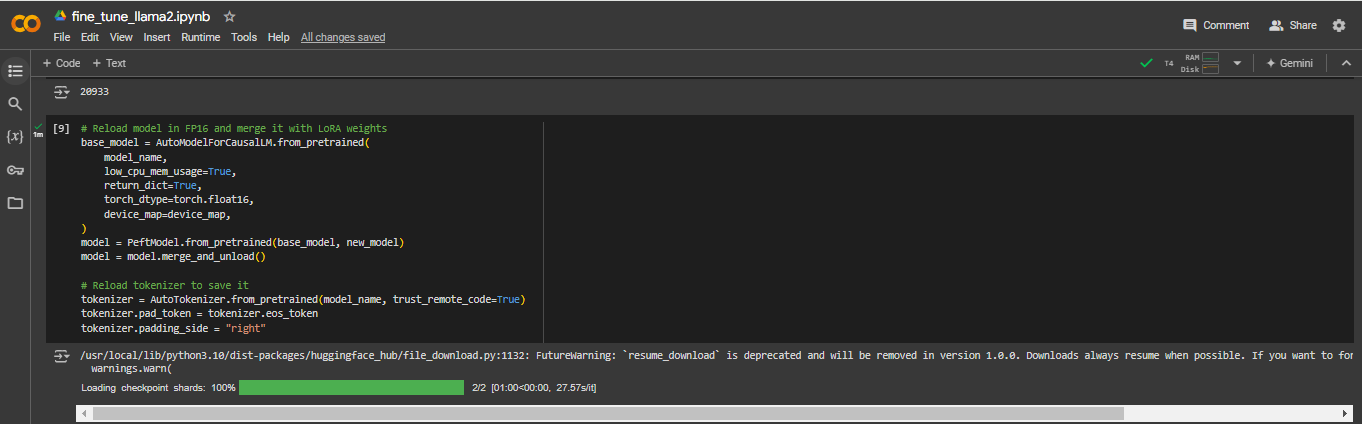 fine_tune_llama2.ipynb
File Edit View Insert Runtime Tools Help All changes saved
Comment Share
+ Code + Text
T4 RAM Disk Gemini
20933
1m
[9] # Reload model in FP16 and merge it with LoRA weights
base_model = AutoModelForCausalLM.from_pretrained(
    model_name,
    low_cpu_mem_usage=True,
    return_dict=True,
    torch_dtype=torch.float16,
    device_map=device_map,
)
model = PeftModel.from_pretrained(base_model, new_model)
model = model.merge_and_unload()
# Reload tokenizer to save it
tokenizer = AutoTokenizer.from_pretrained(model_name, trust_remote_code=True)
tokenizer.pad_token = tokenizer.eos_token
tokenizer.padding_side = "right"
/usr/local/lib/python3.10/dist-packages/huggingface_hub/file_download.py:1132: FutureWarning: `resume_download` is deprecated and will be removed in version 1.0.0. Downloads always resume when possible. If you want to for
  warnings.warn(
Loading checkpoint shards: 100% 2/2 [01:00<00:00, 27.57s/it]